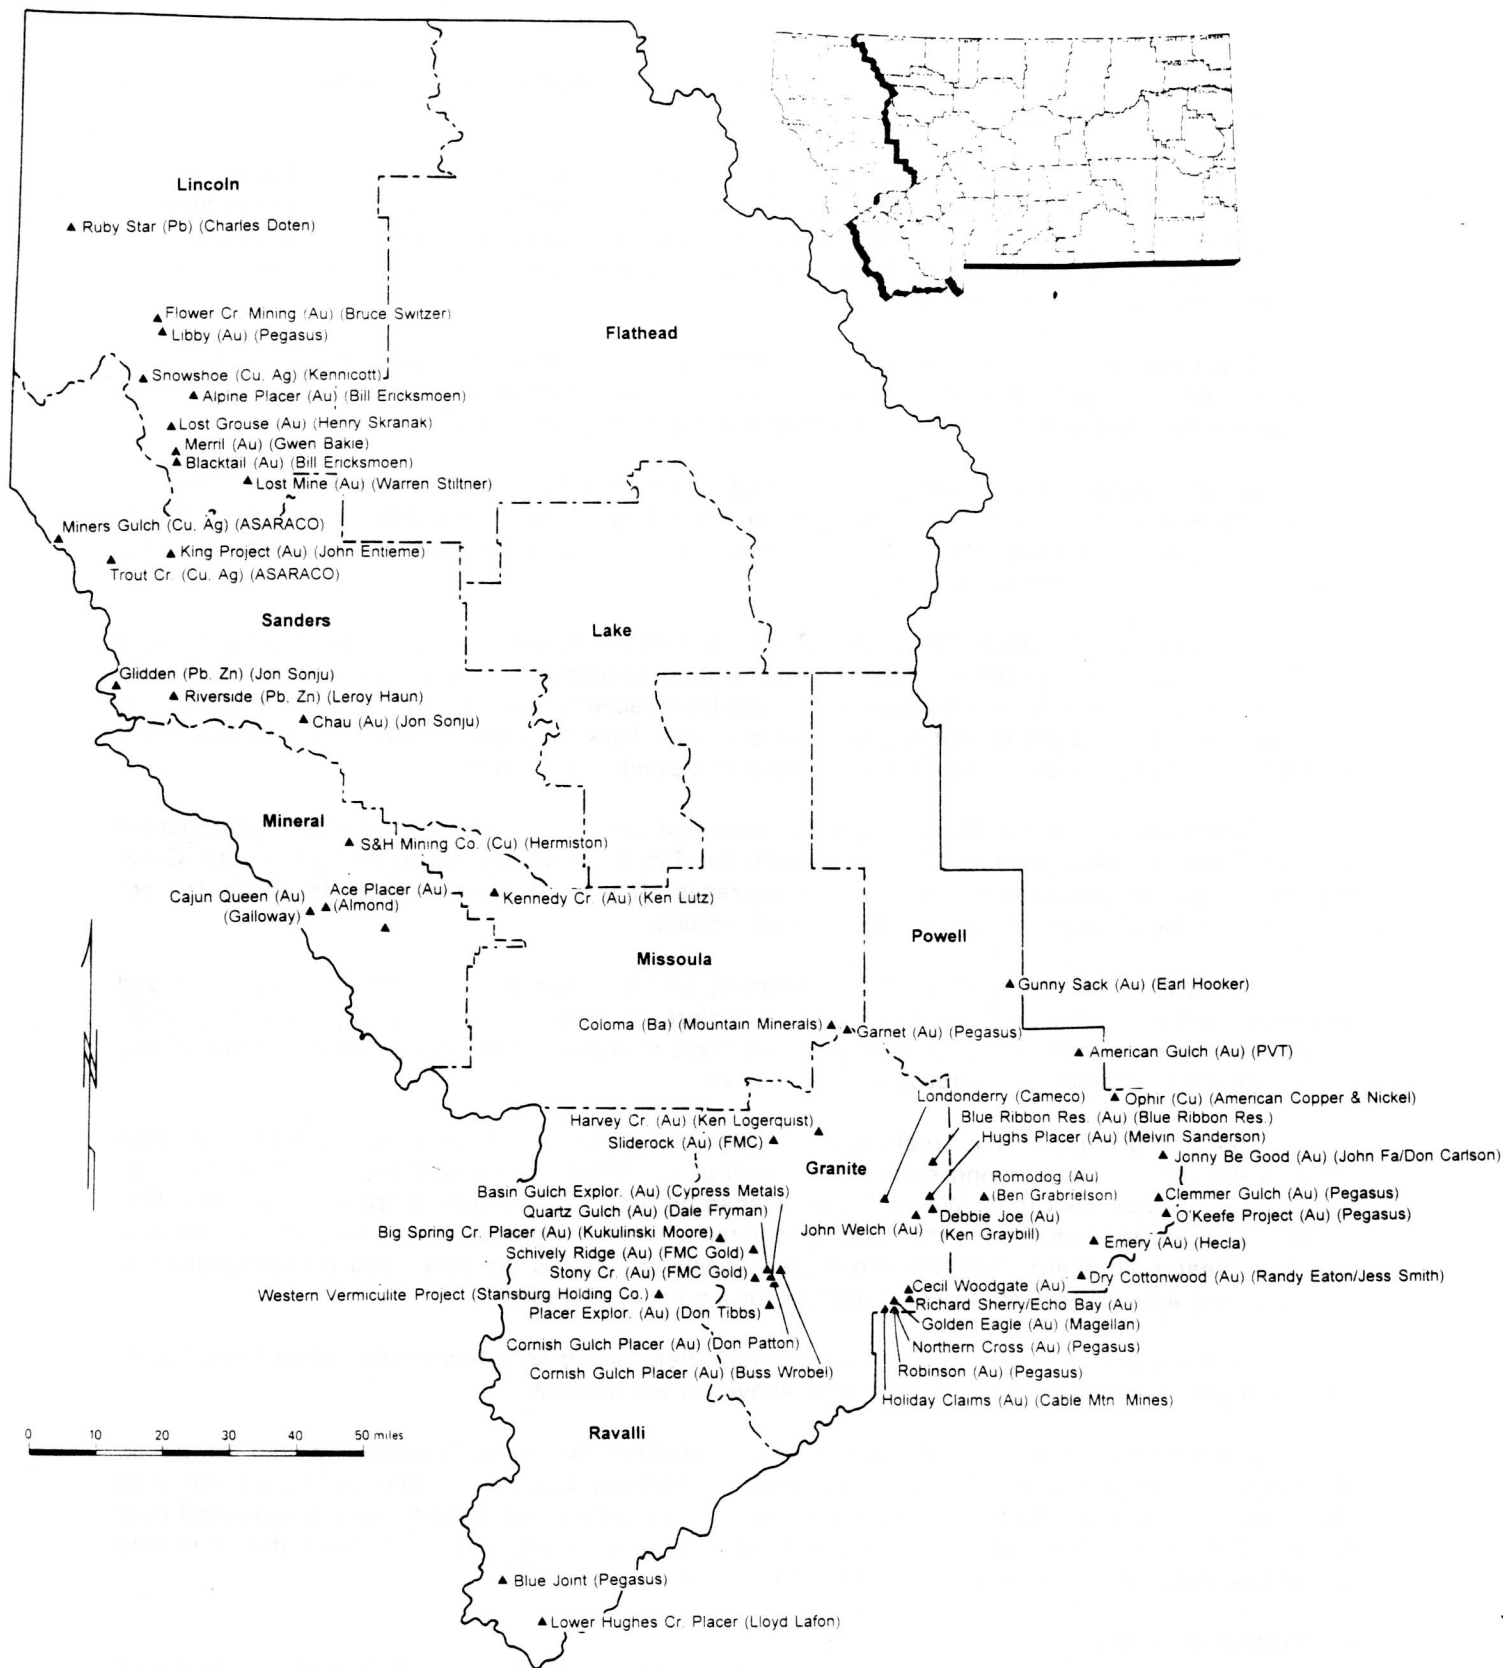 Lincoln
Ruby Star (Pb) (Charles Doten)
Flower Cr. Mining (Au) (Bruce Switzer)
Libby (Au) (Pegasus)
Flathead
Snowshoe (Cu, Ag) (Kennicott)
Alpine Placer (Au) (Bill Ericksmoen)
Lost Grouse (Au) (Henry Skranak)
Merril (Au) (Gwen Bakie)
Blacktail (Au) (Bill Ericksmoen)
Lost Mine (Au) (Warren Stiltner)
Miners Gulch (Cu, Ag) (ASARACO)
King Project (Au) (John Entieme)
Trout Cr. (Cu, Ag) (ASARACO)
Sanders
Lake
Glidden (Pb, Zn) (Jon Sonju)
Riverside (Pb, Zn) (Leroy Haun)
Chau (Au) (Jon Sonju)
Mineral
S&H Mining Co. (Cu) (Hermiston)
Ace Placer (Au)
(Almond)
Cajun Queen (Au)
(Galloway)
Kennedy Cr. (Au) (Ken Lutz)
Powell
Missoula
Gunny Sack (Au) (Earl Hooker)
N
Coloma (Ba) (Mountain Minerals)
Garnet (Au) (Pegasus)
American Gulch (Au) (PVT)
Londonderry (Cameco)
Ophir (Cu) (American Copper & Nickel)
Harvey Cr. (Au) (Ken Logerquist)
Blue Ribbon Res. (Au) (Blue Ribbon Res.)
Sliderock (Au) (FMC)
Hughs Placer (Au) (Melvin Sanderson)
Jonny Be Good (Au) (John Fa/Don Carlson)
Granite
Romodog (Au)
(Ben Grabrielson)
Basin Gulch Explor. (Au) (Cypress Metals)
Clemmer Gulch (Au) (Pegasus)
Quartz Gulch (Au) (Dale Fryman)
O'Keefe Project (Au) (Pegasus)
John Welch (Au)
Debbie Joe (Au)
(Ken Graybill)
Big Spring Cr. Placer (Au) (Kukulinski Moore)
Emery (Au) (Hecla)
Schively Ridge (Au) (FMC Gold)
Stony Cr. (Au) (FMC Gold)
Dry Cottonwood (Au) (Randy Eaton/Jess Smith)
Cecil Woodgate (Au)
Western Vermiculite Project (Stansburg Holding Co.)
Richard Sherry/Echo Bay (Au)
Placer Explor. (Au) (Don Tibbs)
Golden Eagle (Au) (Magellan)
Cornish Gulch Placer (Au) (Don Patton)
Northern Cross (Au) (Pegasus)
Cornish Gulch Placer (Au) (Buss Wrobel)
Robinson (Au) (Pegasus)
Holiday Claims (Au) (Cable Mtn. Mines)
Ravalli
0 10 20 30 40 50 miles
Blue Joint (Pegasus)
Lower Hughes Cr. Placer (Lloyd Lafon)